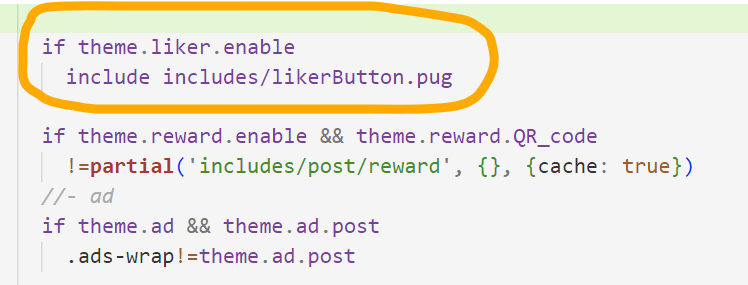 if theme.liker.enable
include includes/likerButton.pug
if theme.reward.enable && theme.reward.QR_code
!=partial('includes/post/reward', {}, {cache: true})
//- ad
if theme.ad && theme.ad.post
.ads-wrap!=theme.ad.post